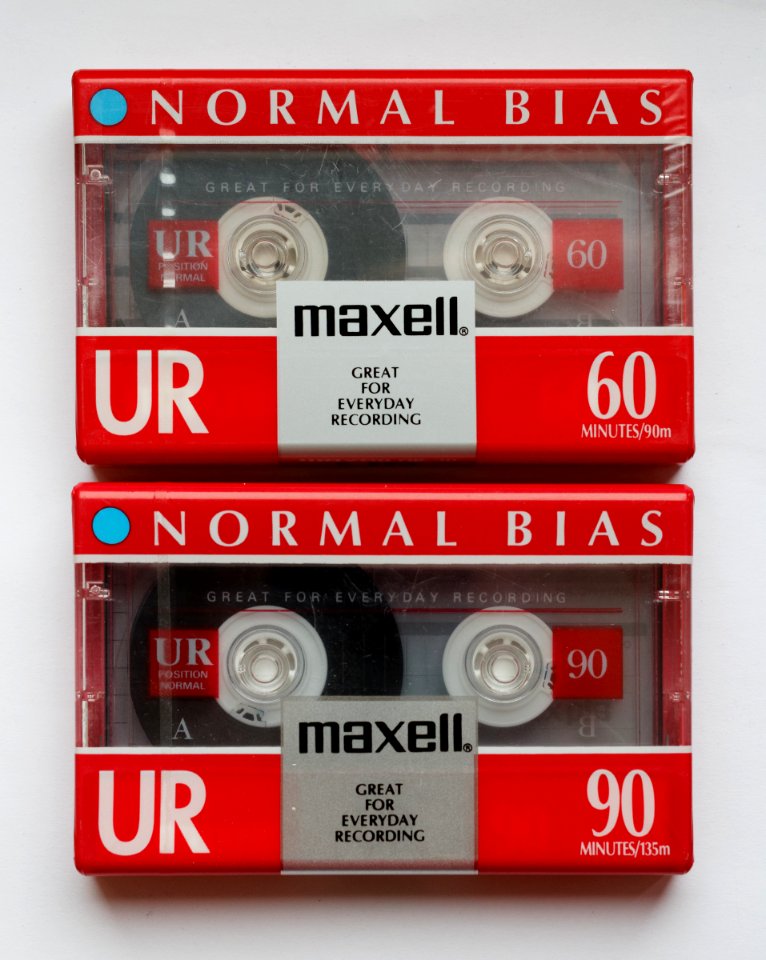 NORMAL BIAS
GREAT FOR EVERYDAY RECORDING
UR
POSITION
NORMAL
60
A
B
maxell®
GREAT
FOR
EVERYDAY
RECORDING
UR
60
MINUTES/90m
NORMAL BIAS
GREAT FOR EVERYDAY RECORDING
UR
POSITION
NORMAL
90
A
B
maxell®
GREAT
FOR
EVERYDAY
RECORDING
UR
90
MINUTES/135m